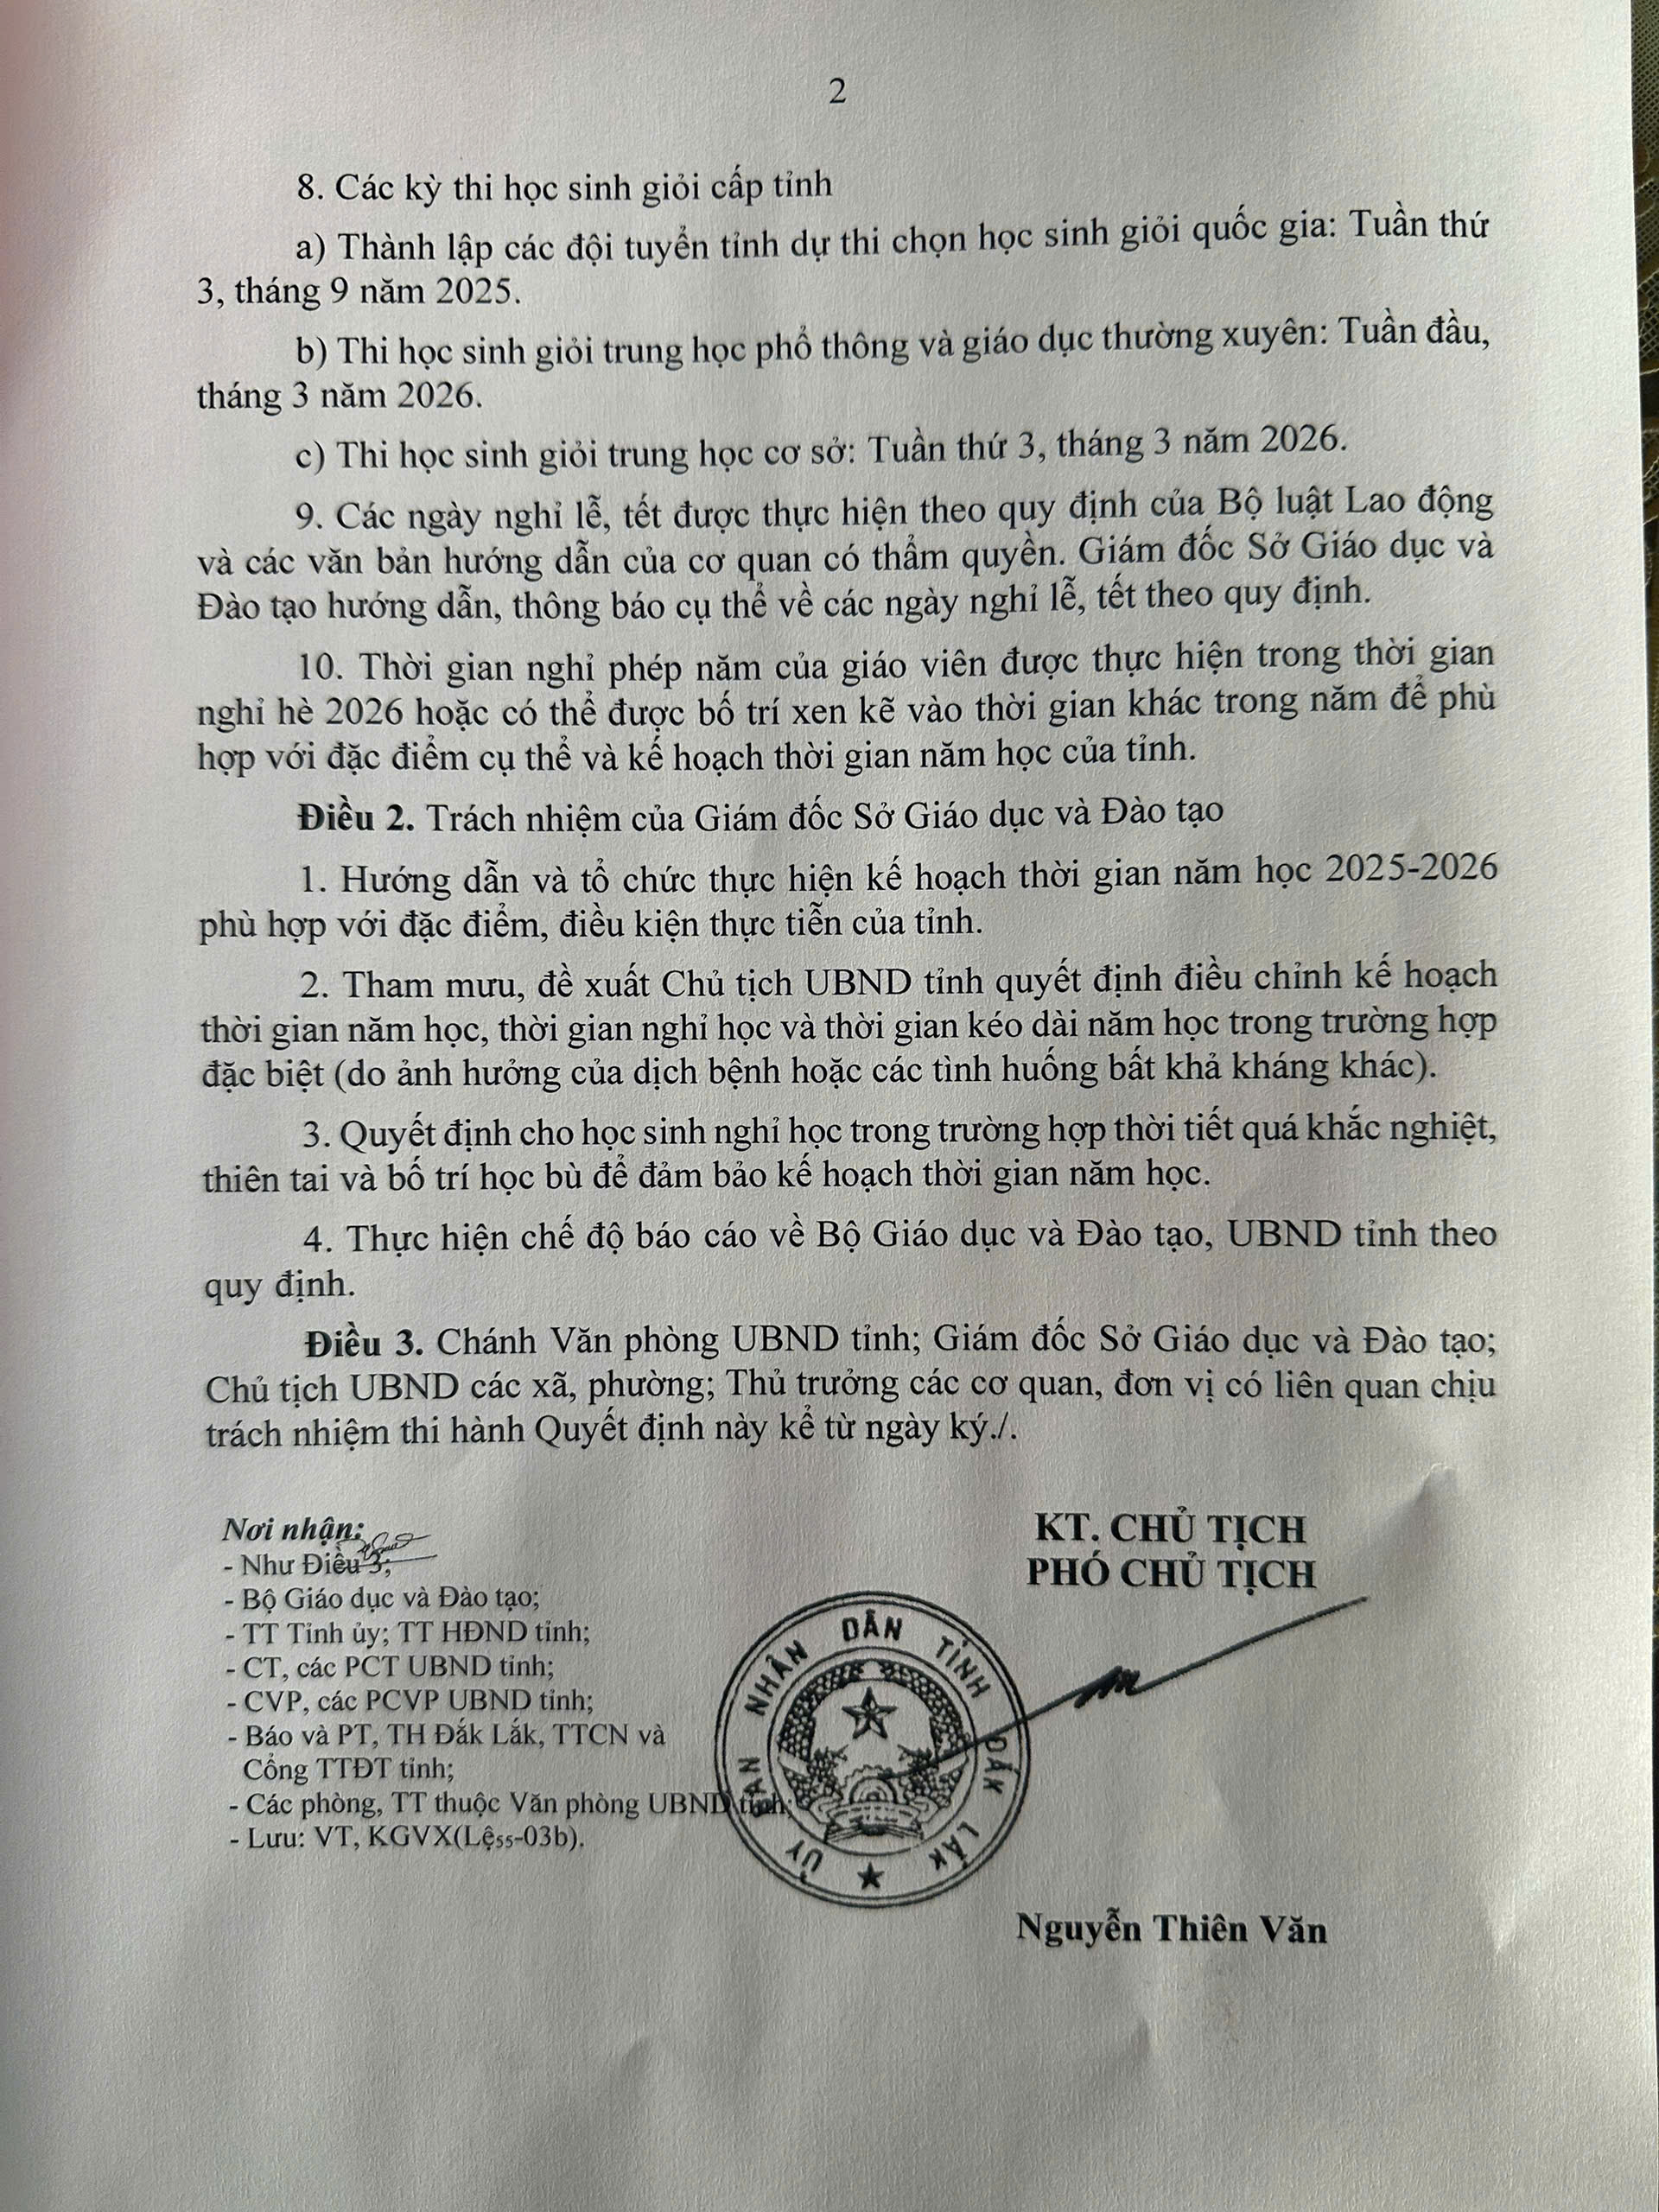 2
8. Các kỳ thi học sinh giỏi cấp tỉnh
a) Thành lập các đội tuyển tỉnh dự thi chọn học sinh giỏi quốc gia: Tuần thứ
3, tháng 9 năm 2025.
b) Thi học sinh giỏi trung học phổ thông và giáo dục thường xuyên: Tuần đầu,
tháng 3 năm 2026.
c) Thi học sinh giỏi trung học cơ sở: Tuần thứ 3, tháng 3 năm 2026.
9. Các ngày nghỉ lễ, tết được thực hiện theo quy định của Bộ luật Lao động
và các văn bản hướng dẫn của cơ quan có thẩm quyền. Giám đốc Sở Giáo dục và
Đào tạo hướng dẫn, thông báo cụ thể về các ngày nghỉ lễ, tết theo quy định.
10. Thời gian nghỉ phép năm của giáo viên được thực hiện trong thời gian
nghỉ hè 2026 hoặc có thể được bố trí xen kẽ vào thời gian khác trong năm để phù
hợp với đặc điểm cụ thể và kế hoạch thời gian năm học của tỉnh.
Điều 2. Trách nhiệm của Giám đốc Sở Giáo dục và Đào tạo
1. Hướng dẫn và tổ chức thực hiện kế hoạch thời gian năm học 2025-2026
phù hợp với đặc điểm, điều kiện thực tiễn của tỉnh.
2. Tham mưu, đề xuất Chủ tịch UBND tỉnh quyết định điều chỉnh kế hoạch
thời gian năm học, thời gian nghỉ học và thời gian kéo dài năm học trong trường hợp
đặc biệt (do ảnh hưởng của dịch bệnh hoặc các tình huống bất khả kháng khác).
3. Quyết định cho học sinh nghỉ học trong trường hợp thời tiết quá khắc nghiệt,
thiên tai và bố trí học bù để đảm bảo kế hoạch thời gian năm học.
4. Thực hiện chế độ báo cáo về Bộ Giáo dục và Đào tạo, UBND tỉnh theo
quy định.
Điều 3. Chánh Văn phòng UBND tỉnh; Giám đốc Sở Giáo dục và Đào tạo;
Chủ tịch UBND các xã, phường; Thủ trưởng các cơ quan, đơn vị có liên quan chịu
trách nhiệm thi hành Quyết định này kể từ ngày ký./.
Nơi nhận:
- Như Điều 3;
- Bộ Giáo dục và Đào tạo;
- TT Tỉnh ủy; TT HĐND tỉnh;
- CT, các PCT UBND tỉnh;
- CVP, các PCVP UBND tỉnh;
- Báo và PT, TH Đắk Lắk, TTCN và
Cổng TTĐT tỉnh;
- Các phòng, TT thuộc Văn phòng UBND tỉnh;
- Lưu: VT, KGVX(Lệ55-03b).
KT. CHỦ TỊCH
PHÓ CHỦ TỊCH
ỦY BAN NHÂN DÂN TỈNH ĐẮK LẮK
Nguyễn Thiên Văn